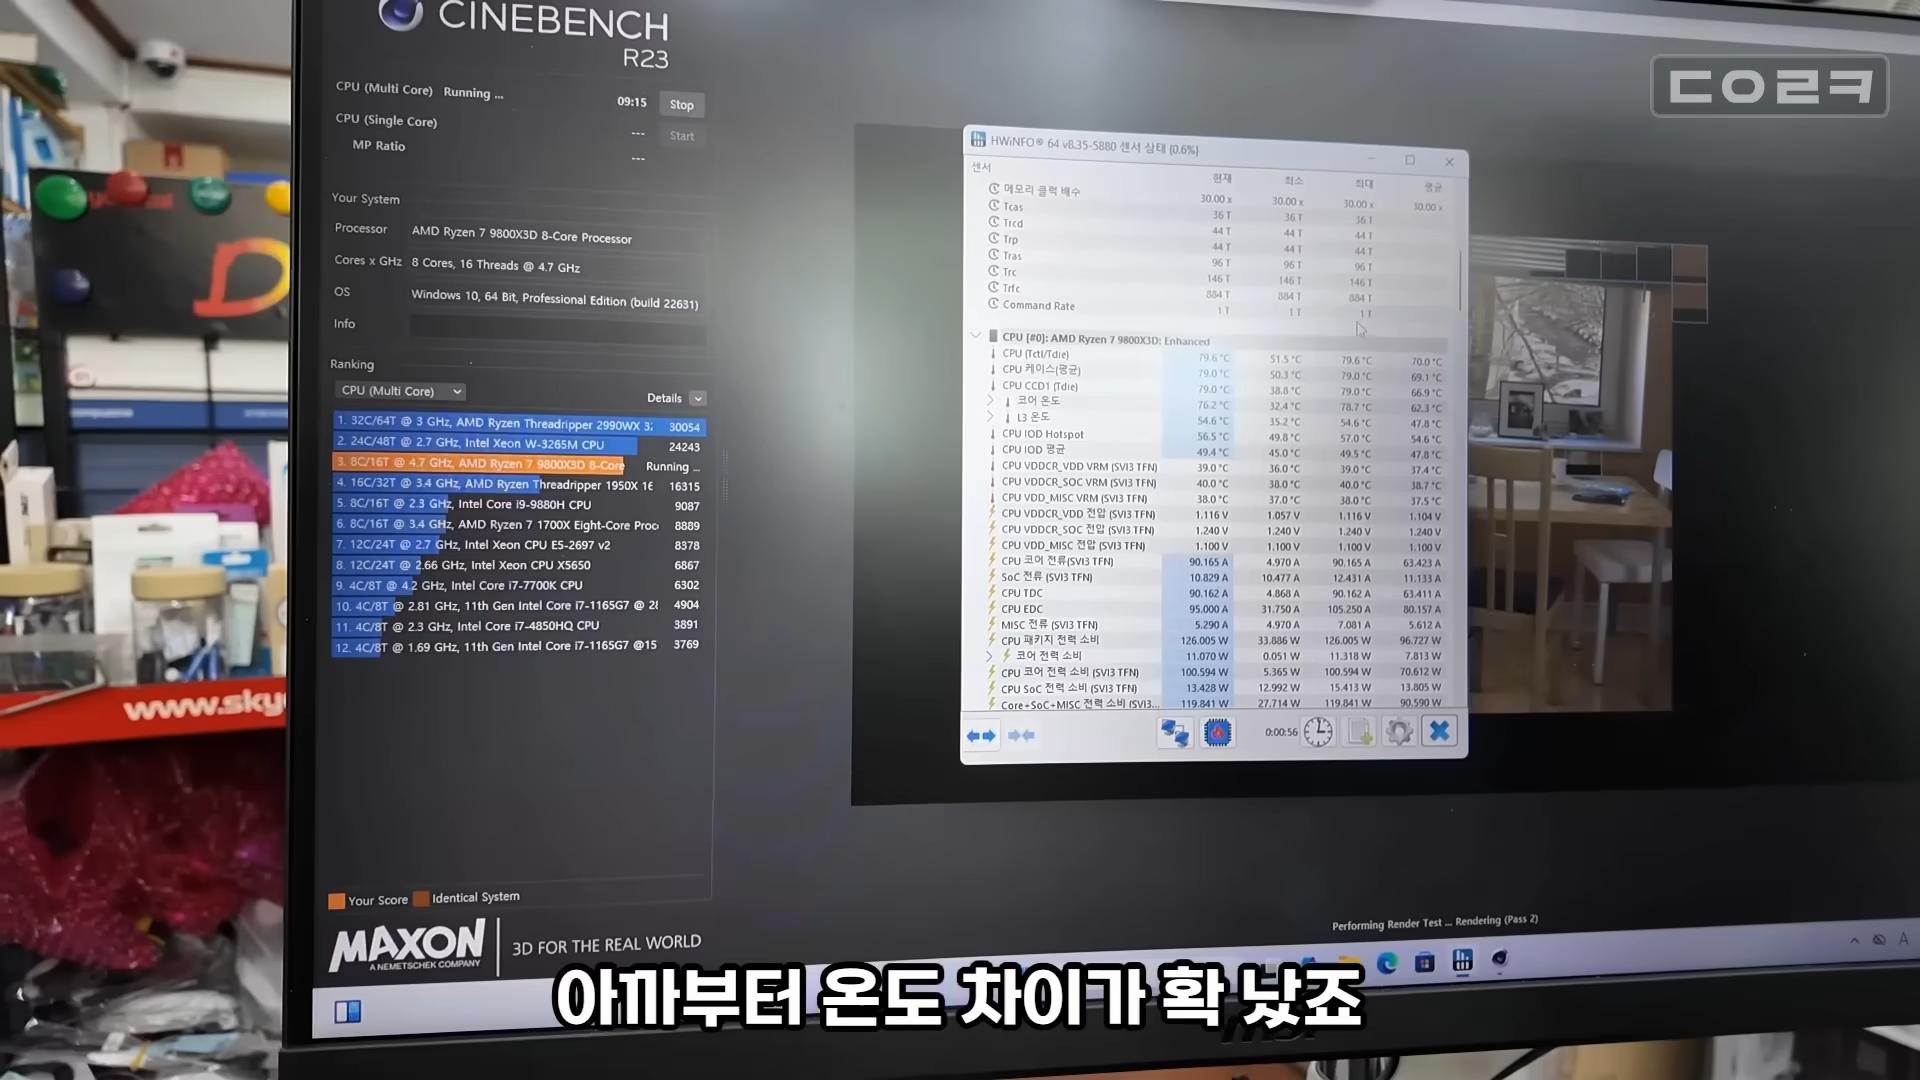 CINEBENCH
R23
CPU (Multi Core) Running ... 09:15 Stop
CPU (Single Core) --- Start
MP Ratio ---
Your System
Processor AMD Ryzen 7 9800X3D 8-Core Processor
Cores x GHz 8 Cores, 16 Threads @ 4.7 GHz
OS Windows 10, 64 Bit, Professional Edition (build 22631)
Info
Ranking
CPU (Multi Core) Details
1. 32C/64T @ 3 GHz, AMD Ryzen Threadripper 2990WX 32 30054
2. 24C/48T @ 2.7 GHz, Intel Xeon W-3265M CPU 24243
3. 8C/16T @ 4.7 GHz, AMD Ryzen 7 9800X3D 8-Core Running ...
4. 16C/32T @ 3.4 GHz, AMD Ryzen Threadripper 1950X 16 16315
5. 8C/16T @ 2.3 GHz, Intel Core i9-9880H CPU 9087
6. 8C/16T @ 3.4 GHz, AMD Ryzen 7 1700X Eight-Core Proc 8889
7. 12C/24T @ 2.7 GHz, Intel Xeon CPU E5-2697 v2 8378
8. 12C/24T @ 2.66 GHz, Intel Xeon CPU X5650 6867
9. 4C/8T @ 4.2 GHz, Intel Core i7-7700K CPU 6302
10. 4C/8T @ 2.81 GHz, 11th Gen Intel Core i7-1165G7 @ 28 4904
11. 4C/8T @ 2.3 GHz, Intel Core i7-4850HQ CPU 3891
12. 4C/8T @ 1.69 GHz, 11th Gen Intel Core i7-1165G7 @15 3769
Your Score Identical System
MAXON
A NEMETSCHEK COMPANY
3D FOR THE REAL WORLD
HWiNFO® 64 v8.35-5880 센서 상태 (0.6%)
센서 현재 최소 최대 평균
메모리 클럭 배수 30.00 x 30.00 x 30.00 x 30.00 x
Tcas 36 T 36 T 36 T
Trcd 44 T 44 T 44 T
Trp 44 T 44 T 44 T
Tras 96 T 96 T 96 T
Trc 146 T 146 T 146 T
Trfc 884 T 884 T 884 T
Command Rate 1 T 1 T 1 T
CPU [#0]: AMD Ryzen 7 9800X3D: Enhanced
CPU (Tctl/Tdie) 79.6 °C 51.5 °C 79.6 °C 70.0 °C
CPU 케이스(평균) 79.0 °C 50.3 °C 79.0 °C 69.1 °C
CPU CCD1 (Tdie) 79.0 °C 38.8 °C 79.0 °C 66.9 °C
코어 온도 76.2 °C 32.4 °C 78.7 °C 62.3 °C
L3 온도 54.6 °C 35.2 °C 54.6 °C 47.8 °C
CPU IOD Hotspot 56.5 °C 49.8 °C 57.0 °C 54.6 °C
CPU IOD 평균 49.4 °C 45.0 °C 49.5 °C 47.8 °C
CPU VDDCR_VDD VRM (SVI3 TFN) 39.0 °C 36.0 °C 39.0 °C 37.4 °C
CPU VDDCR_SOC VRM (SVI3 TFN) 40.0 °C 38.0 °C 40.0 °C 38.7 °C
CPU VDD_MISC VRM (SVI3 TFN) 38.0 °C 37.0 °C 38.0 °C 37.5 °C
CPU VDDCR_VDD 전압 (SVI3 TFN) 1.116 V 1.057 V 1.116 V 1.104 V
CPU VDDCR_SOC 전압 (SVI3 TFN) 1.240 V 1.240 V 1.240 V 1.240 V
CPU VDD_MISC 전압 (SVI3 TFN) 1.100 V 1.100 V 1.100 V 1.100 V
CPU 코어 전류(SVI3 TFN) 90.165 A 4.970 A 90.165 A 63.423 A
SoC 전류 (SVI3 TFN) 10.829 A 10.477 A 12.431 A 11.133 A
CPU TDC 90.162 A 4.868 A 90.162 A 63.411 A
CPU EDC 95.000 A 31.750 A 105.250 A 80.157 A
MISC 전류 (SVI3 TFN) 5.290 A 4.970 A 7.081 A 5.612 A
CPU 패키지 전력 소비 126.005 W 33.886 W 126.005 W 96.727 W
코어 전력 소비 11.070 W 0.051 W 11.318 W 7.813 W
CPU 코어 전력 소비 (SVI3 TFN) 100.594 W 5.365 W 100.594 W 70.612 W
CPU SoC 전력 소비 (SVI3 TFN) 13.428 W 12.992 W 15.413 W 13.805 W
Core+SoC+MISC 전력 소비 (SVI3... 119.841 W 27.714 W 119.841 W 90.590 W
0:00:56
Performing Render Test ... Rendering (Pass 2)
A
www.sky
아까부터 온도 차이가 확 났죠